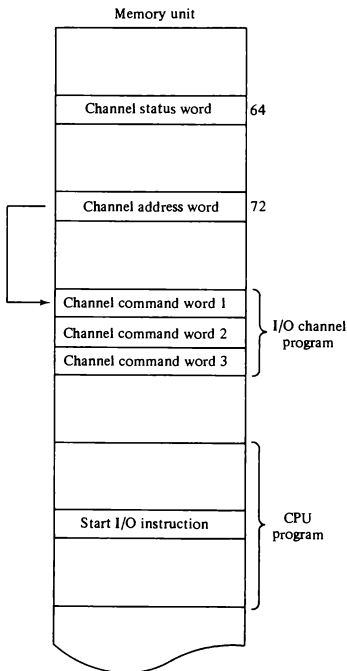 Memory unit
Channel status word 64
Channel address word 72
Channel command word 1
Channel command word 2
Channel command word 3
I/O channel
program
Start I/O instruction
CPU
program